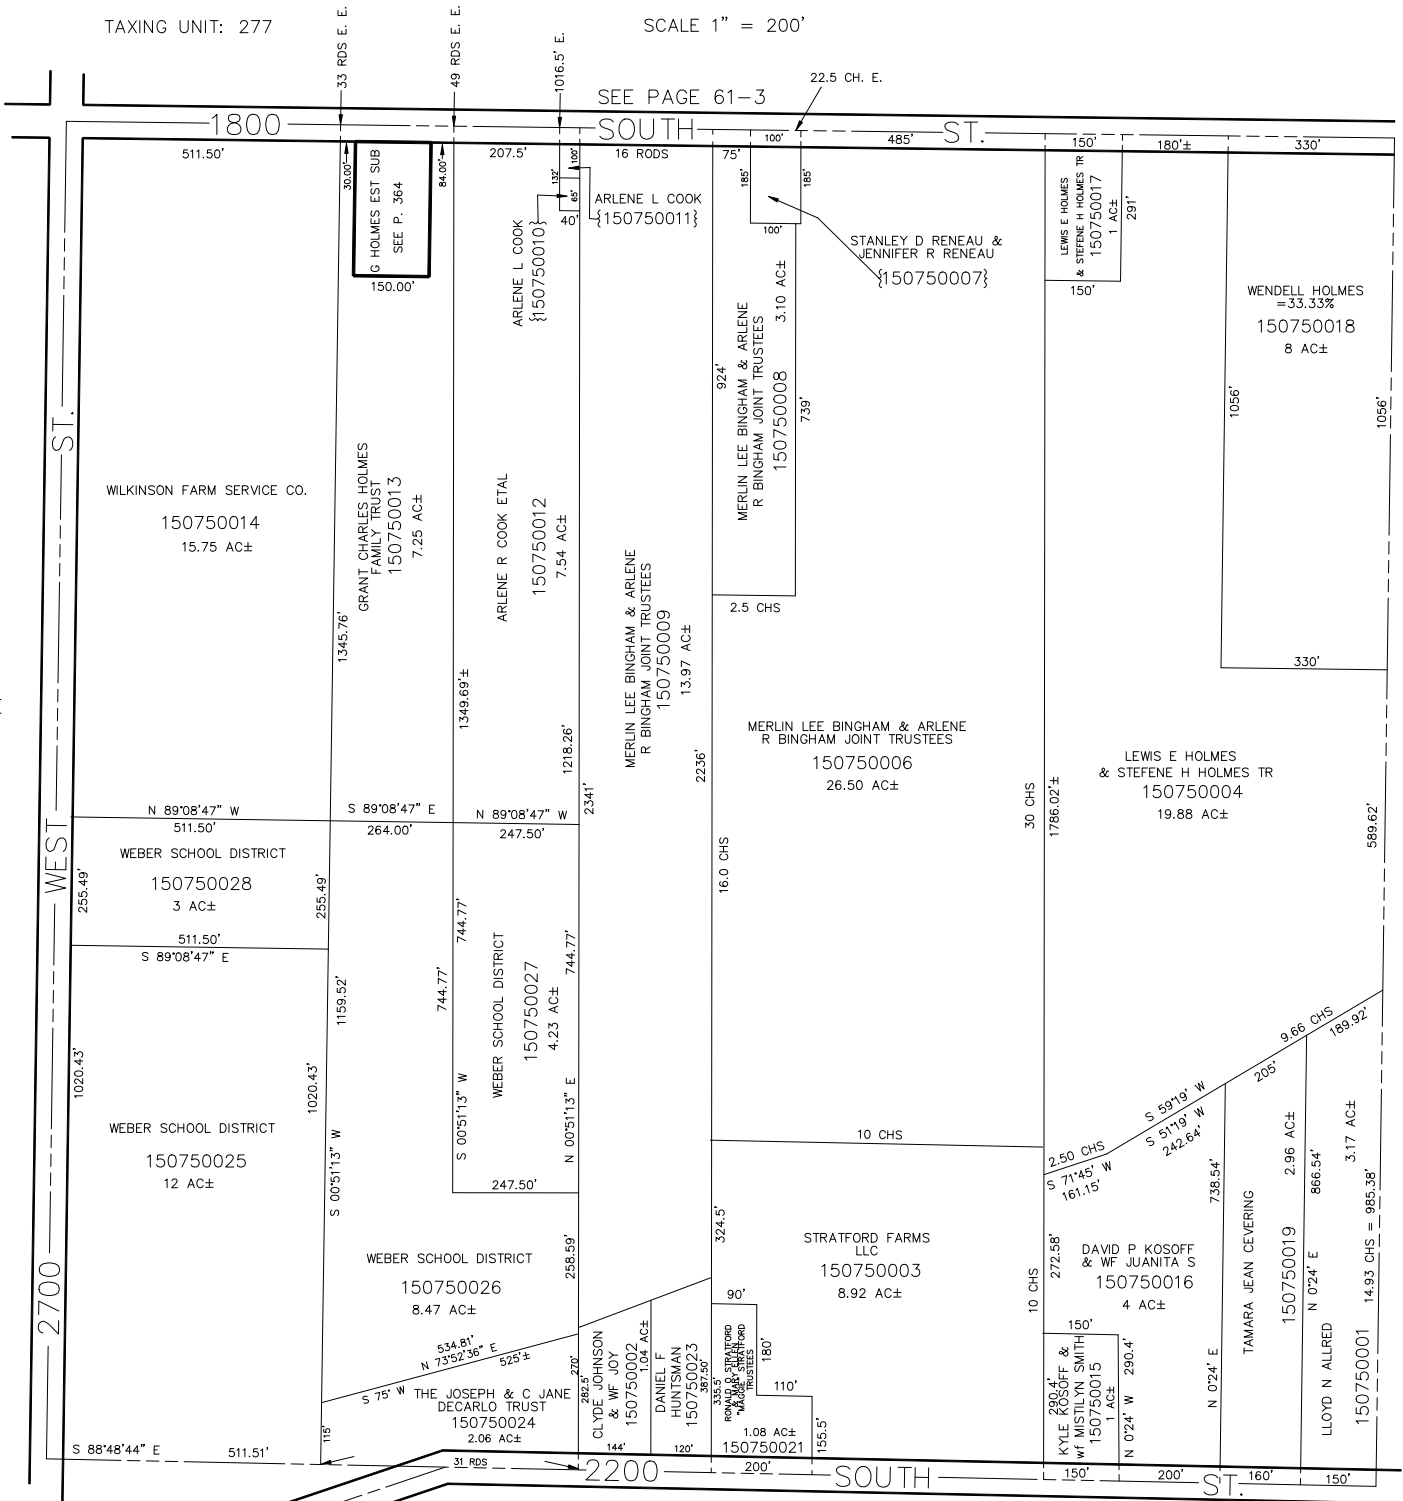 TAXING UNIT: 277
SCALE 1" = 200'
33 RDS E. E.
49 RDS E. E.
1016.5' E.
22.5 CH. E.
SEE PAGE 61-3
1800 SOUTH ST.
511.50'
30.00'
84.00'
207.5'
100'
16 RODS
75'
100'
485'
150'
180'±
330'
G HOLMES EST SUB
SEE P. 364
150.00'
132'
65'
40'
ARLENE L COOK
{150750011}
ARLENE L COOK
{150750010}
185'
185'
100'
STANLEY D RENEAU &
JENNIFER R RENEAU
{150750007}
LEWIS E HOLMES
& STEFENE H HOLMES TR
150750017
1 AC±
291'
150'
WENDELL HOLMES
=33.33%
150750018
8 AC±
1056'
1056'
330'
WEST ST.
WILKINSON FARM SERVICE CO.
150750014
15.75 AC±
1345.76'
GRANT CHARLES HOLMES
FAMILY TRUST
150750013
7.25 AC±
1349.69'±
ARLENE R COOK ETAL
150750012
7.54 AC±
1218.26'
2341'
MERLIN LEE BINGHAM & ARLENE
R BINGHAM JOINT TRUSTEES
150750009
13.97 AC±
924'
MERLIN LEE BINGHAM & ARLENE
R BINGHAM JOINT TRUSTEES
150750008
3.10 AC±
739'
2.5 CHS
2236'
16.0 CHS
MERLIN LEE BINGHAM & ARLENE
R BINGHAM JOINT TRUSTEES
150750006
26.50 AC±
30 CHS
1786.02'±
LEWIS E HOLMES
& STEFENE H HOLMES TR
150750004
19.88 AC±
589.62'
N 89°08'47" W
511.50'
S 89°08'47" E
264.00'
N 89°08'47" W
247.50'
WEBER SCHOOL DISTRICT
150750028
3 AC±
255.49'
255.49'
511.50'
S 89°08'47" E
1159.52'
744.77'
744.77'
WEBER SCHOOL DISTRICT
150750027
4.23 AC±
744.77'
S 00°51'13" W
N 00°51'13" E
247.50'
1020.43'
1020.43'
S 00°51'13" W
WEBER SCHOOL DISTRICT
150750025
12 AC±
WEBER SCHOOL DISTRICT
150750026
8.47 AC±
258.59'
534.81'
N 73°52'36" E
525'±
S 75° W
THE JOSEPH & C JANE
DECARLO TRUST
150750024
2.06 AC±
270'
115'
S 88°48'44" E
511.51'
31 RDS
2700
282.5'
CLYDE JOHNSON
& WF JOY
150750002
1.04 AC±
144'
DANIEL F
HUNTSMAN
150750023
387.50'
120'
324.5'
10 CHS
STRATFORD FARMS
LLC
150750003
8.92 AC±
90'
335.5'
RONALD O STRATFORD
& MARY ELLEN
"MAGGIE" STRATFORD
TRUSTEES
180'
110'
1.08 AC±
150750021
155.5'
200'
10 CHS
2.50 CHS
S 71°45' W
161.15'
S 59°19' W
S 51°19' W
242.64'
9.66 CHS
205'
189.92'
272.58'
DAVID P KOSOFF
& WF JUANITA S
150750016
4 AC±
150'
290.4'
KYLE KOSOFF &
wf MISTILYN SMITH
150750015
1 AC±
290.4'
N 0°24' W
738.54'
N 0°24' E
TAMARA JEAN CEVERING
150750019
2.96 AC±
866.54'
N 0°24' E
LLOYD N ALLRED
150750001
3.17 AC±
14.93 CHS = 985.38'
2200 SOUTH ST.
150'
200'
160'
150'